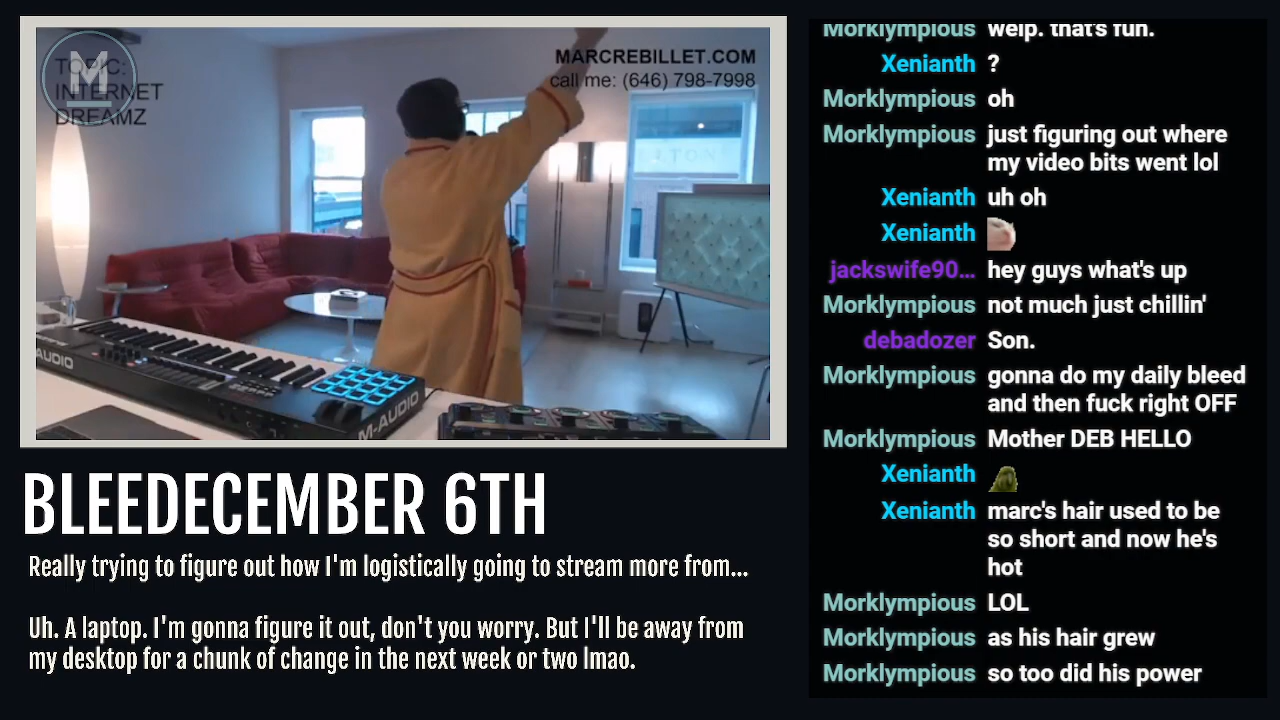 TOPIC:
INTERNET
DREAMZ
M
MARCREBILLET.COM
call me: (646) 798-7998
M-AUDIO
M-AUDIO
BLEEDECEMBER 6TH
Really trying to figure out how I'm logistically going to stream more from...
Uh. A laptop. I'm gonna figure it out, don't you worry. But I'll be away from
my desktop for a chunk of change in the next week or two lmao.
Morklympious welp. that's fun.
Xenianth ?
Morklympious oh
Morklympious just figuring out where
my video bits went lol
Xenianth uh oh
Xenianth
jackswife90... hey guys what's up
Morklympious not much just chillin'
debadozer Son.
Morklympious gonna do my daily bleed
and then fuck right OFF
Morklympious Mother DEB HELLO
Xenianth
Xenianth marc's hair used to be
so short and now he's
hot
Morklympious LOL
Morklympious as his hair grew
Morklympious so too did his power